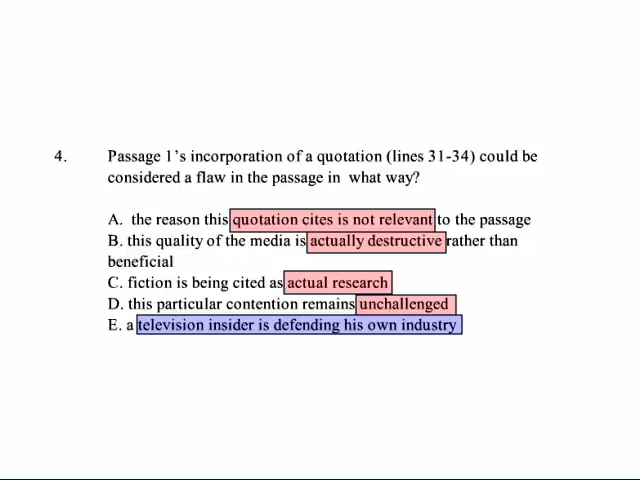 4. Passage 1's incorporation of a quotation (lines 31-34) could be
considered a flaw in the passage in what way?
A. the reason this quotation cites is not relevant to the passage
B. this quality of the media is actually destructive rather than
beneficial
C. fiction is being cited as actual research
D. this particular contention remains unchallenged
E. a television insider is defending his own industry